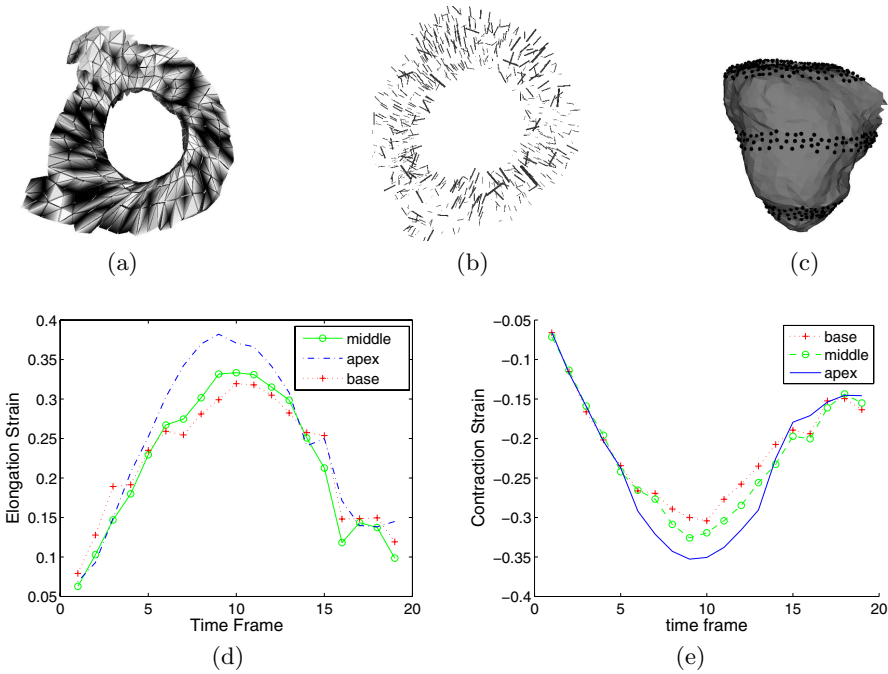 (a)
(b)
(c)
0.4
0.35
0.3
0.25
0.2
0.15
0.1
0.05
Elongation Strain
middle
apex
base
0 5 10 15 20
Time Frame
(d)
−0.05
−0.1
−0.15
−0.2
−0.25
−0.3
−0.35
−0.4
Contraction Strain
base
middle
apex
0 5 10 15 20
time frame
(e)